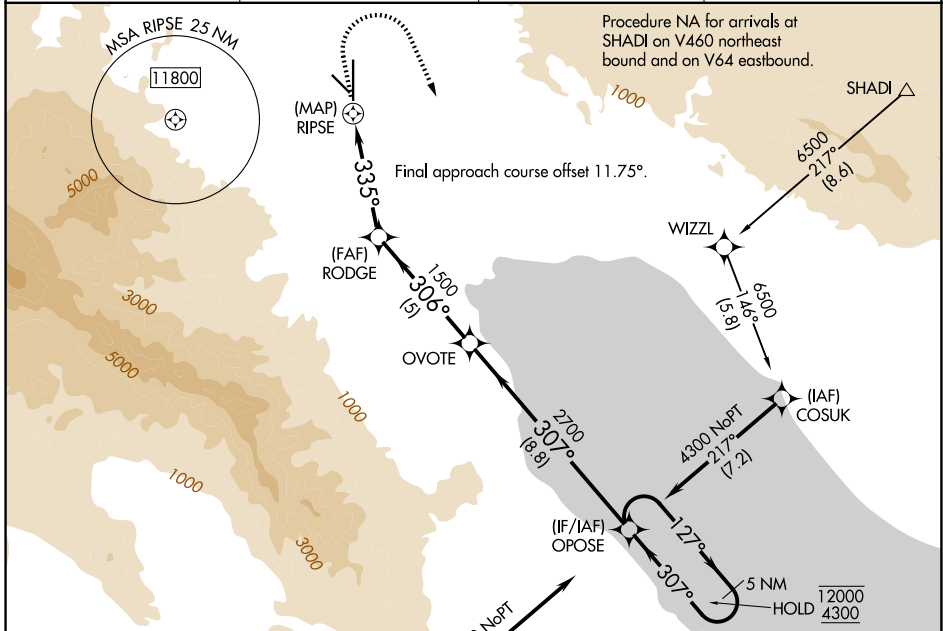 MSA RIPSE 25 NM
11800
Procedure NA for arrivals at
SHADI on V460 northeast
bound and on V64 eastbound.
1000
SHADI
(MAP)
RIPSE
6500
217°
(8.6)
Final approach course offset 11.75°.
335°
5000
WIZZL
(FAF)
RODGE
1500
306°
(5)
6500
146°
(5.8)
3000
OVOTE
5000
(IAF)
COSUK
1000
2700
307°
(8.8)
4300 NoPT
217°
(7.2)
1000
(IF/IAF)
OPOSE
127°
3000
307°
5 NM
HOLD
12000
4300
NoPT